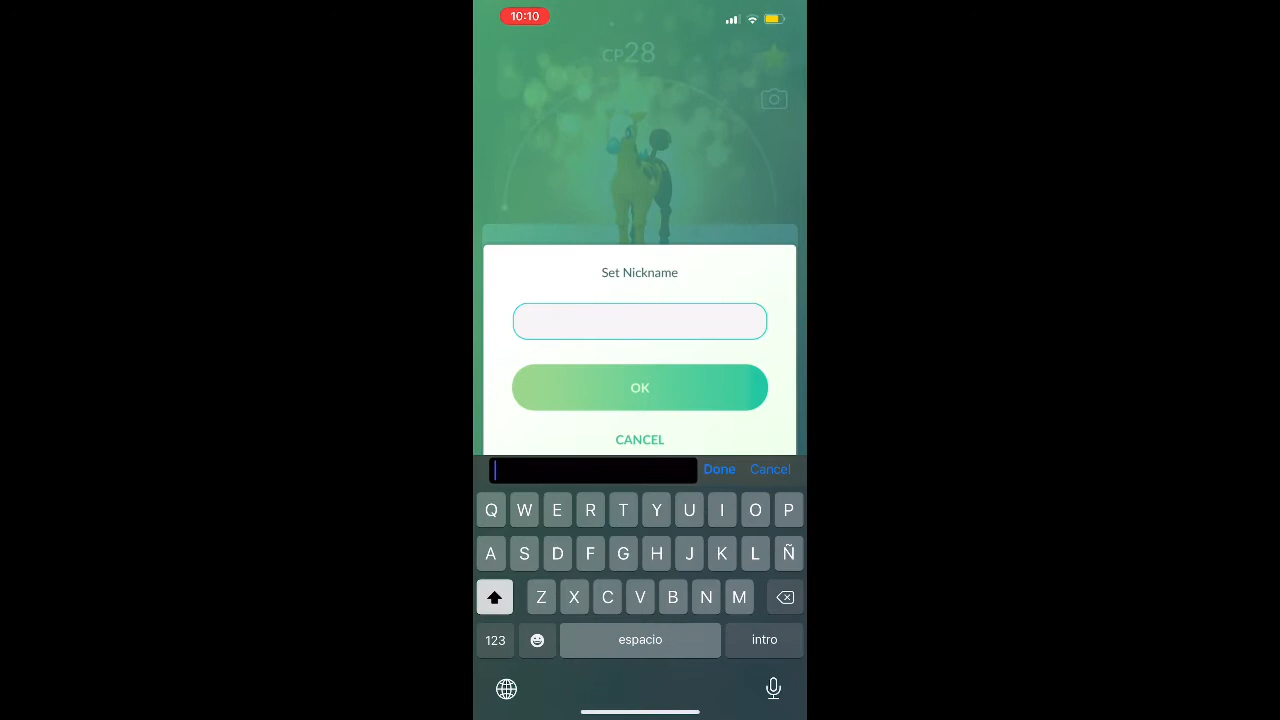 10:10
CP28
Set Nickname
OK
CANCEL
Done Cancel
Q W E R T Y U I O P
A S D F G H J K L Ñ
Z X C V B N M
123 espacio intro